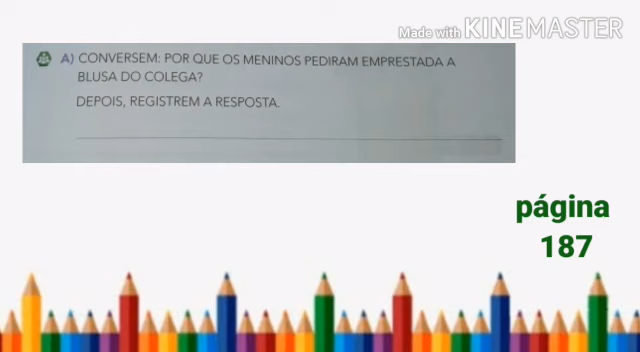 Made with KINEMASTER
A) CONVERSEM: POR QUE OS MENINOS PEDIRAM EMPRESTADA A
BLUSA DO COLEGA?
DEPOIS, REGISTREM A RESPOSTA.
página
187